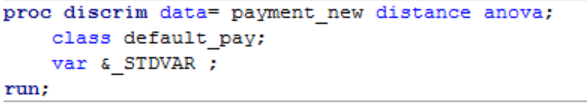 proc discrim data= payment_new distance anova;
class default_pay;
var &_STDVAR ;
run;